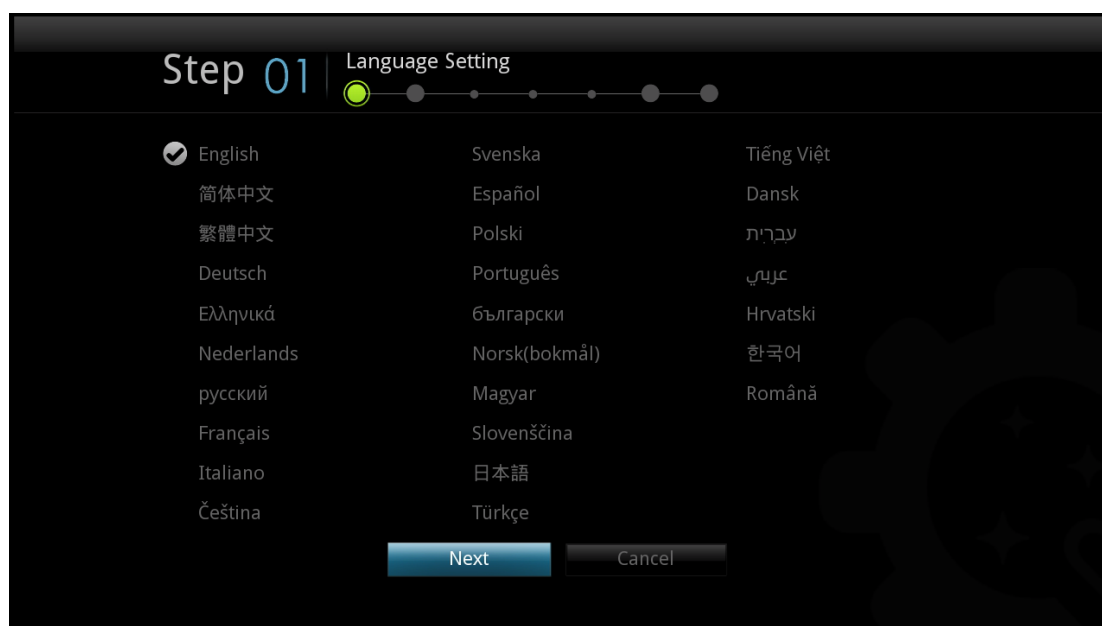 Step 01
Language Setting
English
简体中文
繁體中文
Deutsch
Ελληνικά
Nederlands
русский
Français
Italiano
Čeština
Svenska
Español
Polski
Português
български
Norsk(bokmål)
Magyar
Slovenščina
日本語
Türkçe
Tiếng Việt
Dansk
עִבְרִית
عربي
Hrvatski
한국어
Română
Next
Cancel